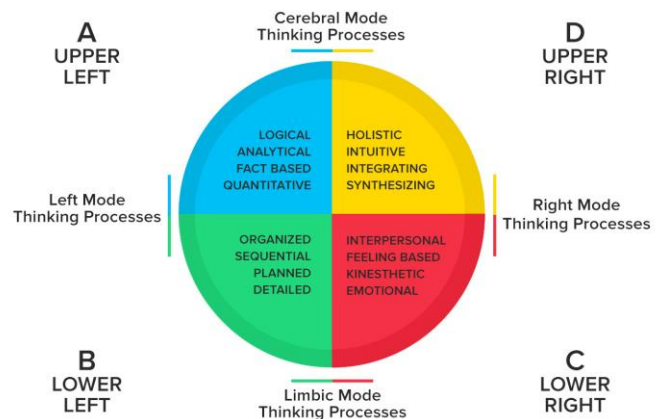 A
UPPER
LEFT
Cerebral Mode
Thinking Processes
D
UPPER
RIGHT
LOGICAL
ANALYTICAL
FACT BASED
QUANTITATIVE
HOLISTIC
INTUITIVE
INTEGRATING
SYNTHESIZING
Left Mode
Thinking Processes
Right Mode
Thinking Processes
ORGANIZED
SEQUENTIAL
PLANNED
DETAILED
INTERPERSONAL
FEELING BASED
KINESTHETIC
EMOTIONAL
B
LOWER
LEFT
Limbic Mode
Thinking Processes
C
LOWER
RIGHT